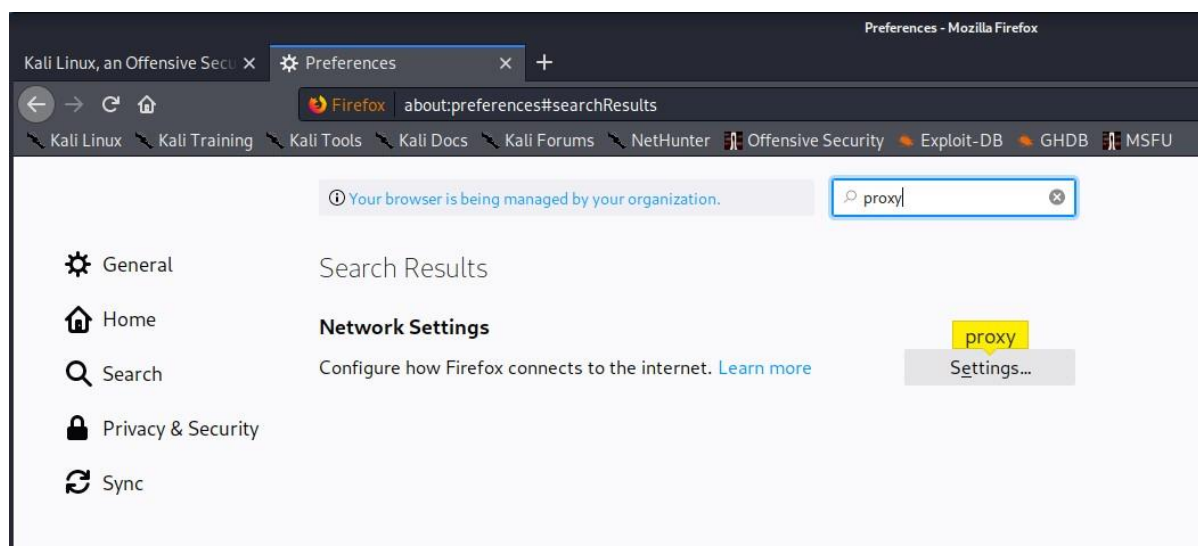 Preferences - Mozilla Firefox
Kali Linux, an Offensive Secu
Preferences
Firefox about:preferences#searchResults
Kali Linux Kali Training Kali Tools Kali Docs Kali Forums NetHunter Offensive Security Exploit-DB GHDB MSFU
Your browser is being managed by your organization.
proxy
General
Home
Search
Privacy & Security
Sync
Search Results
Network Settings
Configure how Firefox connects to the internet. Learn more
proxy
Settings...